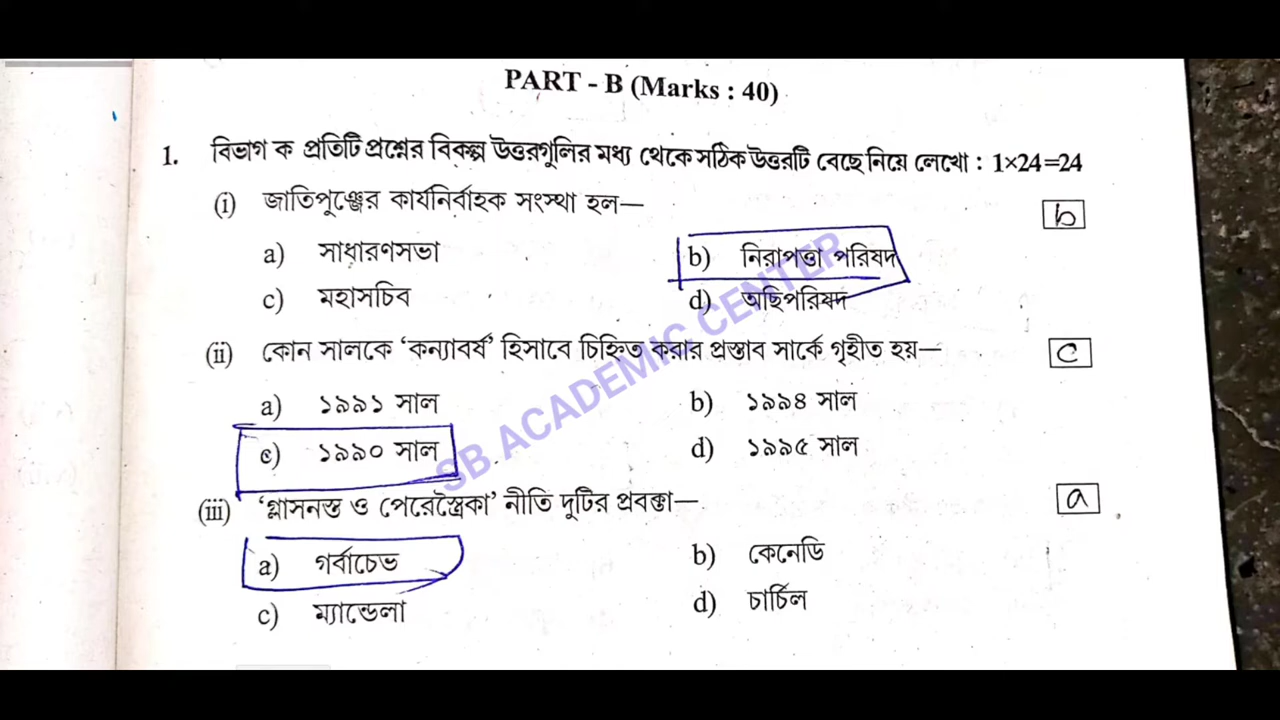 PART - B (Marks : 40)
1. বিভাগ ক প্রতিটি প্রশ্নের বিকল্প উত্তরগুলির মধ্য থেকে সঠিক উত্তরটি বেছে নিয়ে লেখো : 1×24=24
(i) জাতিপুঞ্জের কার্যনির্বাহক সংস্থা হল— b
a) সাধারণসভা b) নিরাপত্তা পরিষদ
c) মহাসচিব d) অছিপরিষদ
(ii) কোন সালকে ‘কন্যাবর্ষ’ হিসাবে চিহ্নিত করার প্রস্তাব সার্কে গৃহীত হয়— c
a) ১৯৯১ সাল b) ১৯৯৪ সাল
c) ১৯৯০ সাল d) ১৯৯৫ সাল
SB ACADEMIC CENTER
(iii) ‘গ্লাসনস্ত ও পেরেস্ত্রৈকা’ নীতি দুটির প্রবক্তা— a
a) গর্বাচেভ b) কেনেডি
c) ম্যান্ডেলা d) চার্চিল